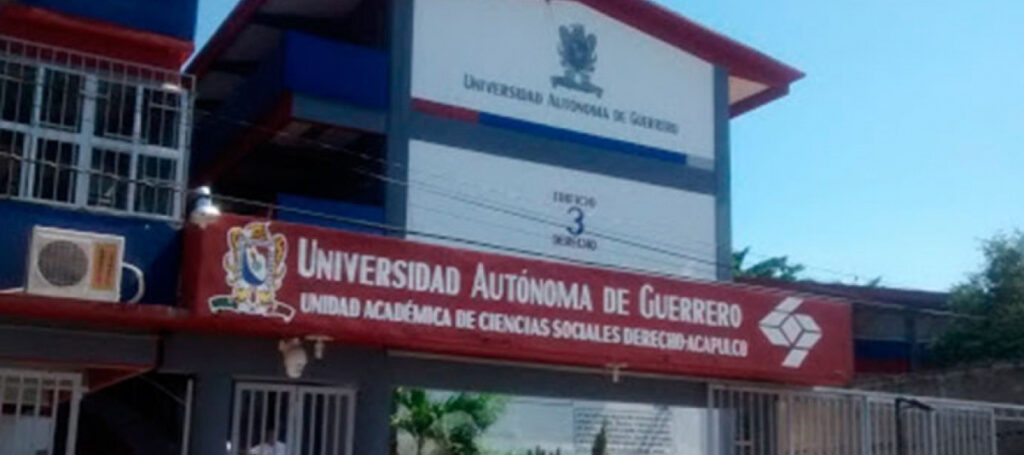 UNIVERSIDAD AUTÓNOMA DE GUERRERO
EDIFICIO
3
DERECHO
UNIVERSIDAD AUTÓNOMA DE GUERRERO
UNIDAD ACADÉMICA DE CIENCIAS SOCIALES DERECHO-ACAPULCO